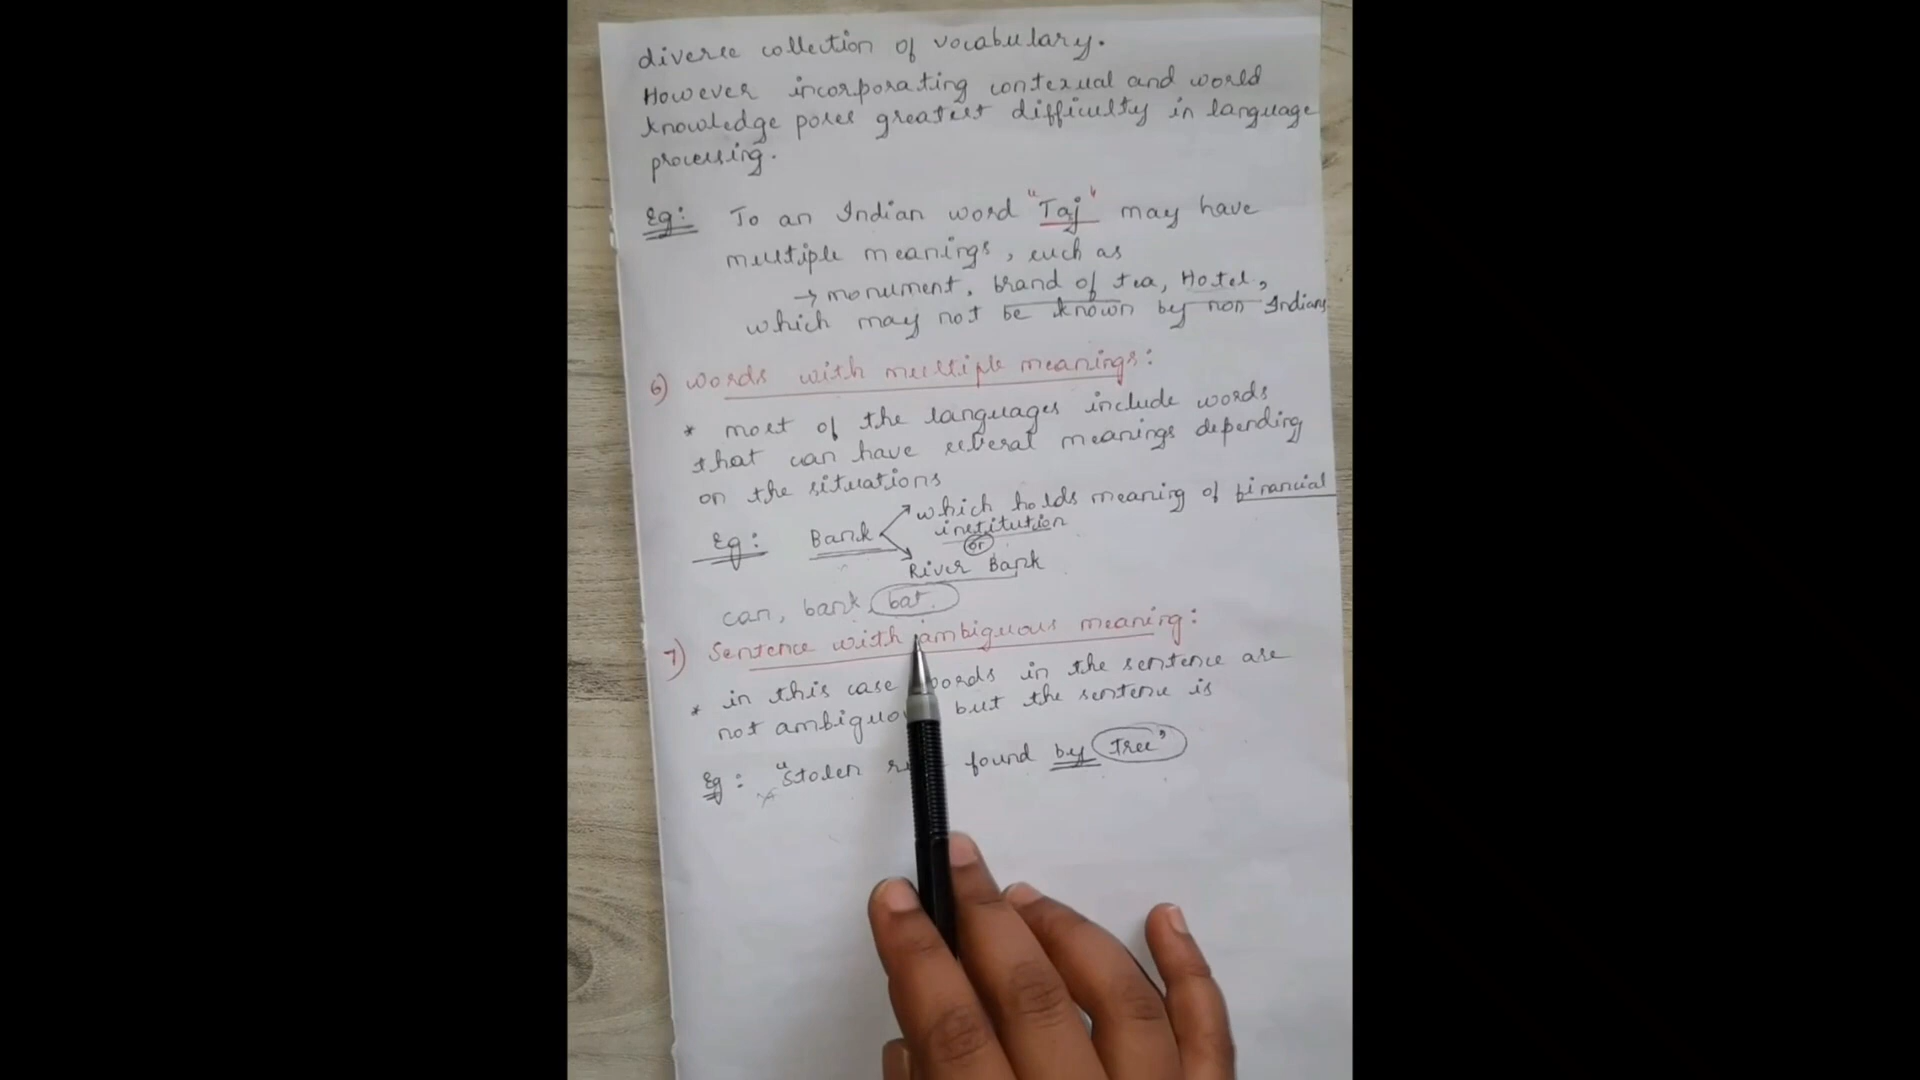 diverse collection of vocabulary.
However incorporating contexual and world
knowledge poses greatest difficulty in language
processing.
Eg: To an Indian word "Taj" may have
multiple meanings, such as
→ monument, brand of tea, Hotel,
which may not be known by non Indians
6) Words with multiple meanings:
* most of the languages include words
that can have several meanings depending
on the situations
Eg: Bank which holds meaning of financial
institution
or
River Bank
can, bank, bat.
7) Sentence with ambiguous meaning:
* in this case words in the sentence are
not ambiguous but the sentence is
Eg: "Stolen found by tree"